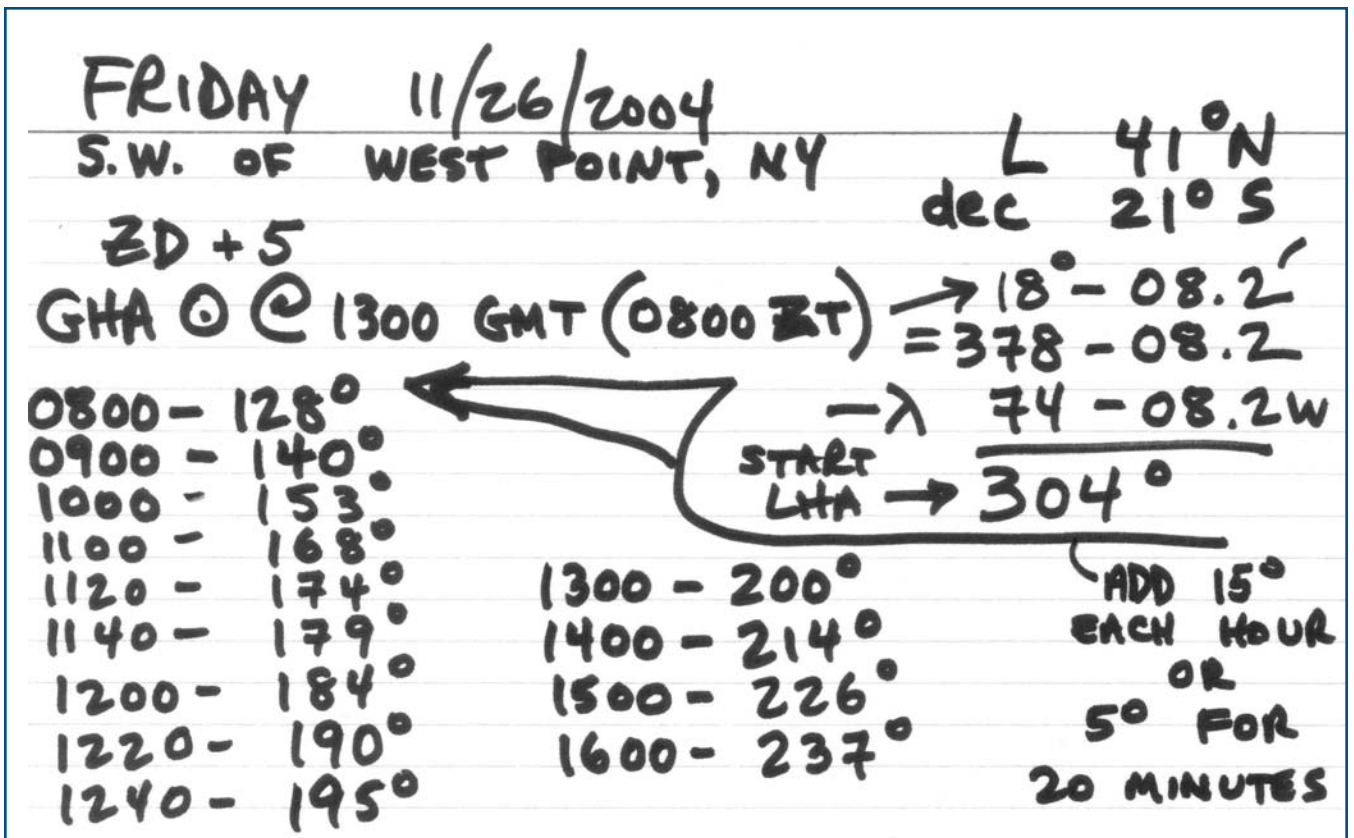 FRIDAY 11/26/2004
S.W. OF WEST POINT, NY
L 41°N
dec 21° S
ZD + 5
GHA ⊙ @ 1300 GMT (0800 ZT) → 18° - 08.2'
= 378 - 08.2
- λ 74 - 08.2W
START
LHA → 304°
0800 - 128°
0900 - 140°
1000 - 153°
1100 - 168°
1120 - 174°
1140 - 179°
1200 - 184°
1220 - 190°
1240 - 195°
1300 - 200°
1400 - 214°
1500 - 226°
1600 - 237°
ADD 15°
EACH HOUR
OR
5° FOR
20 MINUTES